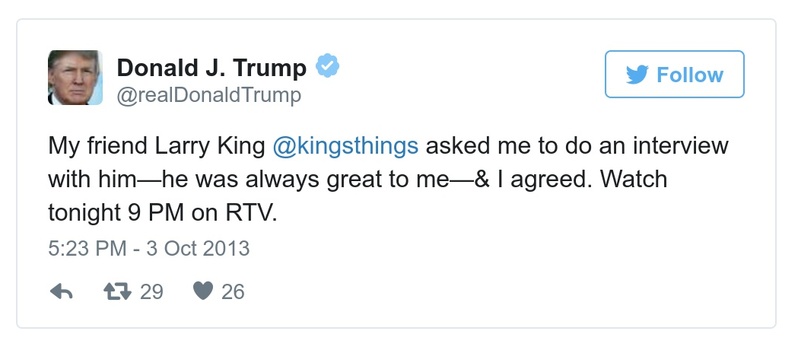 Donald J. Trump
@realDonaldTrump
Follow
My friend Larry King @kingsthings asked me to do an interview
with him—he was always great to me—& I agreed. Watch
tonight 9 PM on RTV.
5:23 PM - 3 Oct 2013
29 26